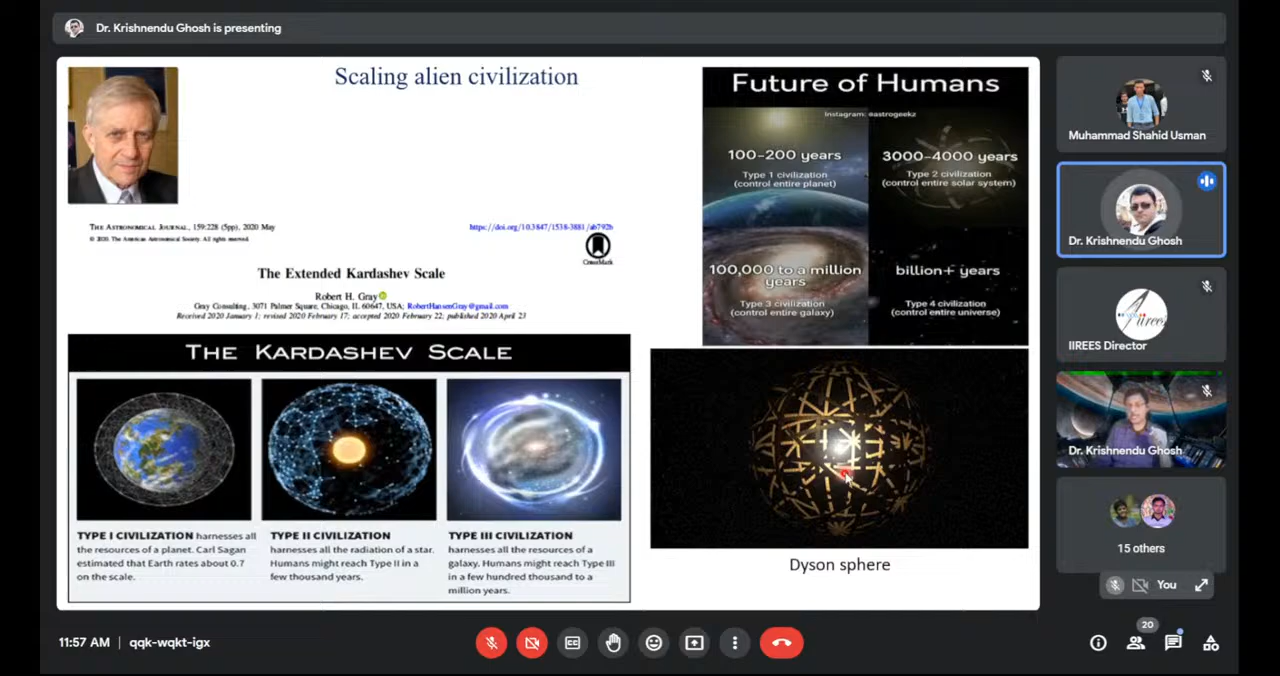 Dr. Krishnendu Ghosh is presenting
Scaling alien civilization
THE ASTRONOMICAL JOURNAL, 159:228 (5pp), 2020 May
https://doi.org/10.3847/1538-3881/ab792b
© 2020. The American Astronomical Society. All rights reserved.
CrossMark
The Extended Kardashev Scale
Robert H. Gray
Gray Consulting, 3071 Palmer Square, Chicago, IL 60647, USA; RobertHansenGray@gmail.com
Received 2020 January 1; revised 2020 February 17; accepted 2020 February 22; published 2020 April 23
THE KARDASHEV SCALE
TYPE I CIVILIZATION harnesses all
the resources of a planet. Carl Sagan
estimated that Earth rates about 0.7
on the scale.
TYPE II CIVILIZATION
harnesses all the radiation of a star.
Humans might reach Type II in a
few thousand years.
TYPE III CIVILIZATION
harnesses all the resources of a
galaxy. Humans might reach Type III
in a few hundred thousand to a
million years.
Future of Humans
Instagram: @astrogeekz
100-200 years
Type 1 civilization
(control entire planet)
3000-4000 years
Type 2 civilization
(control entire solar system)
100,000 to a million
years
Type 3 civilization
(control entire galaxy)
billion+ years
Type 4 civilization
(control entire universe)
Dyson sphere
Muhammad Shahid Usman
Dr. Krishnendu Ghosh
IIREES Director
Dr. Krishnendu Ghosh
15 others
You
11:57 AM | qqk-wqkt-igx
CC
20